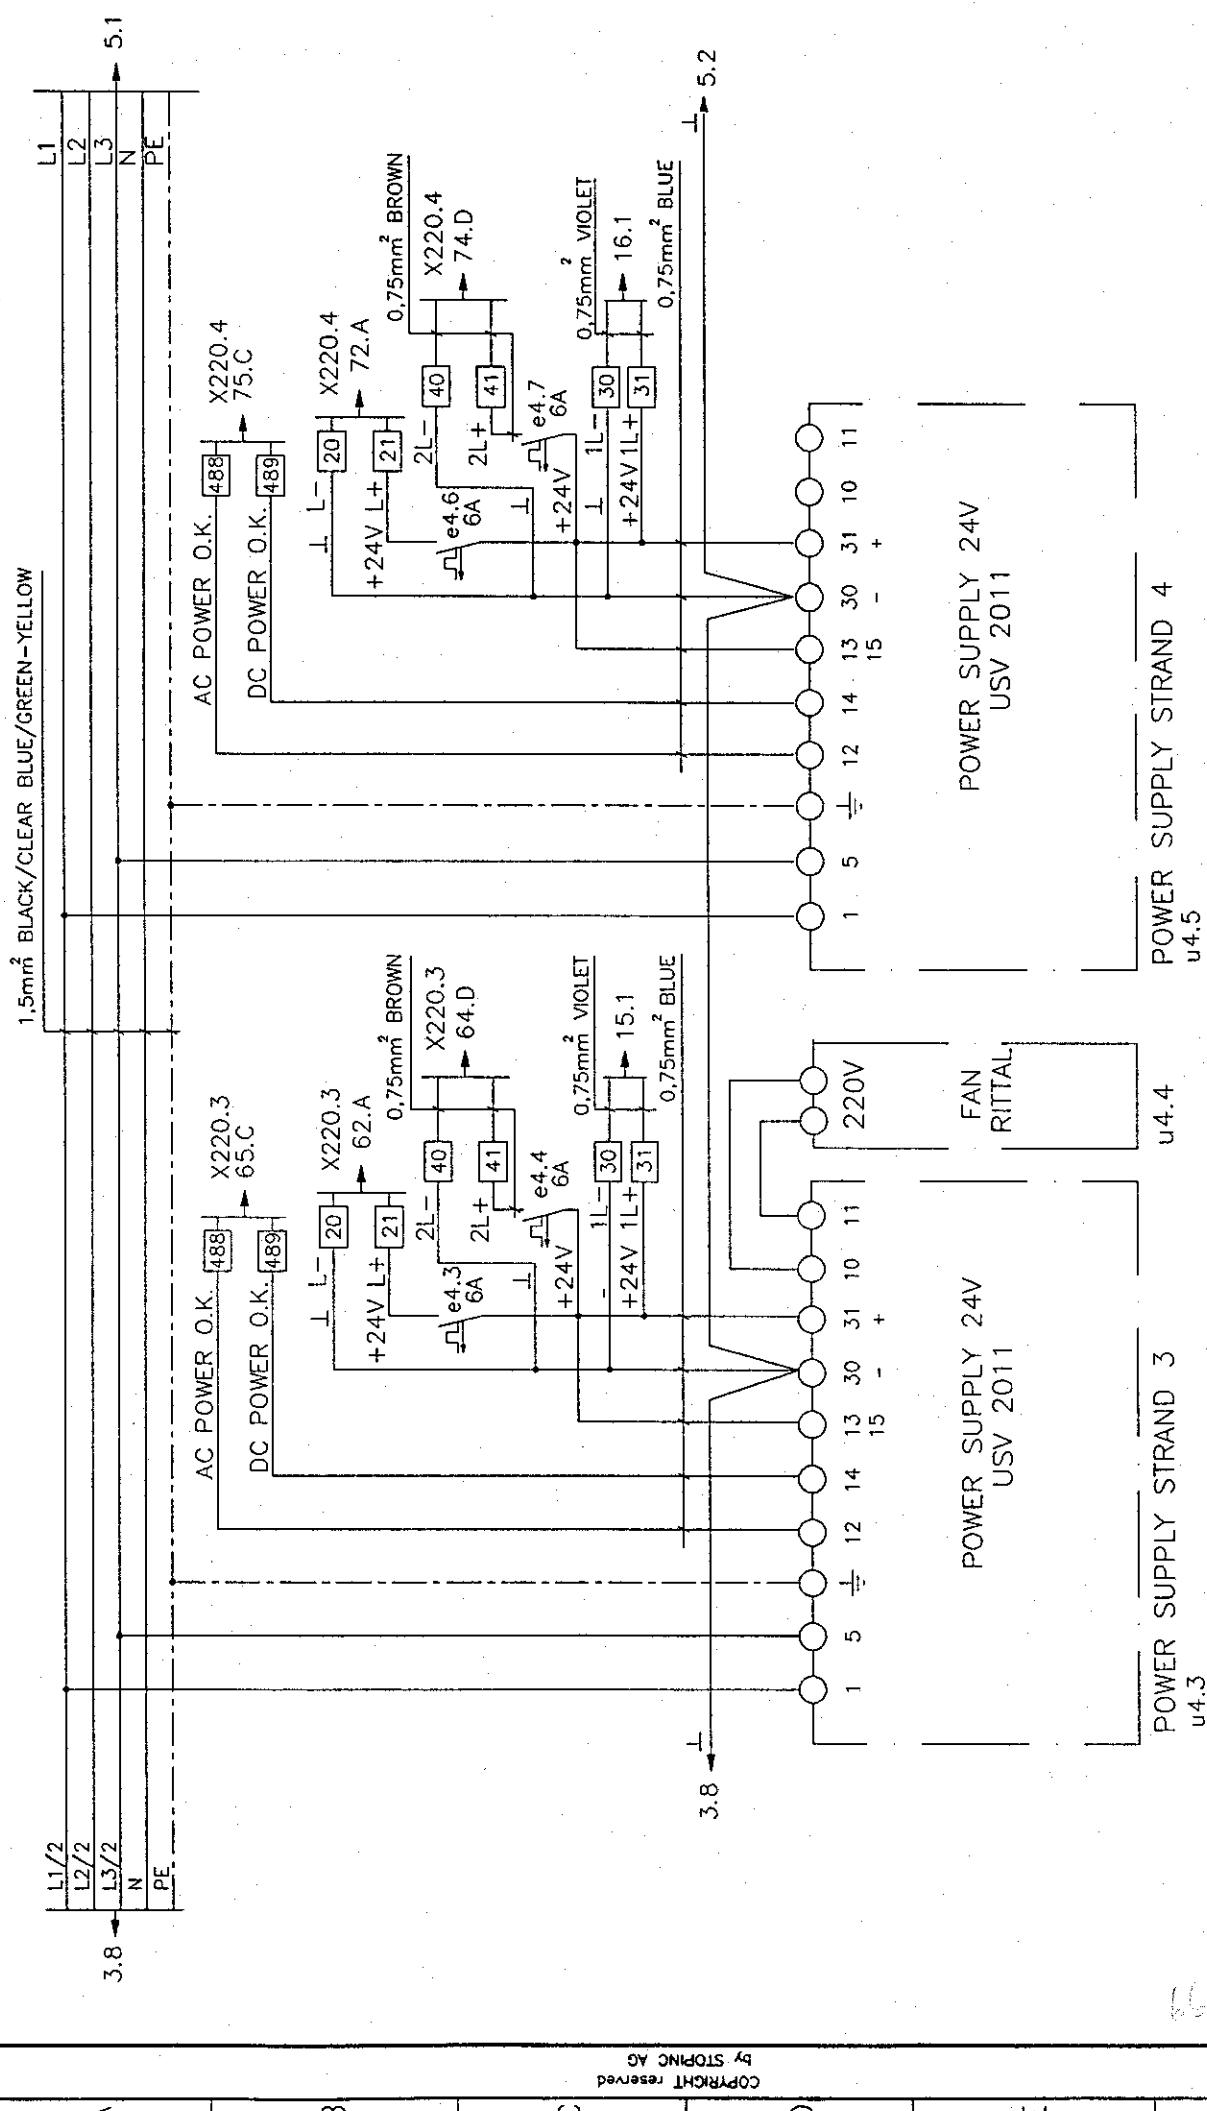 1,5mm² BLACK/CLEAR BLUE/GREEN-YELLOW
3.8
L1/2
L2/2
L3/2
N
PE
L1
L2
L3
N
PE
5.1
X220.3
65.C
488
489
AC POWER O.K.
DC POWER O.K.
X220.3
62.A
20
21
L-
+24V L+
e4.3
6A
0,75mm² BROWN
X220.3
64.D
40
41
2L-
2L+
e4.4
6A
+24V
0,75mm² VIOLET
15.1
30
31
- 1L-
+24V 1L+
0,75mm² BLUE
X220.4
75.C
488
489
AC POWER O.K.
DC POWER O.K.
X220.4
72.A
20
21
L-
+24V L+
e4.6
6A
0,75mm² BROWN
X220.4
74.D
40
41
2L-
2L+
e4.7
6A
+24V
0,75mm² VIOLET
16.1
30
31
1L-
+24V 1L+
0,75mm² BLUE
3.8
5.2
1 5 12 14 13 30 31 10 11
15 - +
POWER SUPPLY 24V
USV 2011
POWER SUPPLY STRAND 3
u4.3
220V
FAN
RITTAL
u4.4
1 5 12 14 13 30 31 10 11
15 - +
POWER SUPPLY 24V
USV 2011
POWER SUPPLY STRAND 4
u4.5
COPYRIGHT reserved
by STOPINC AG